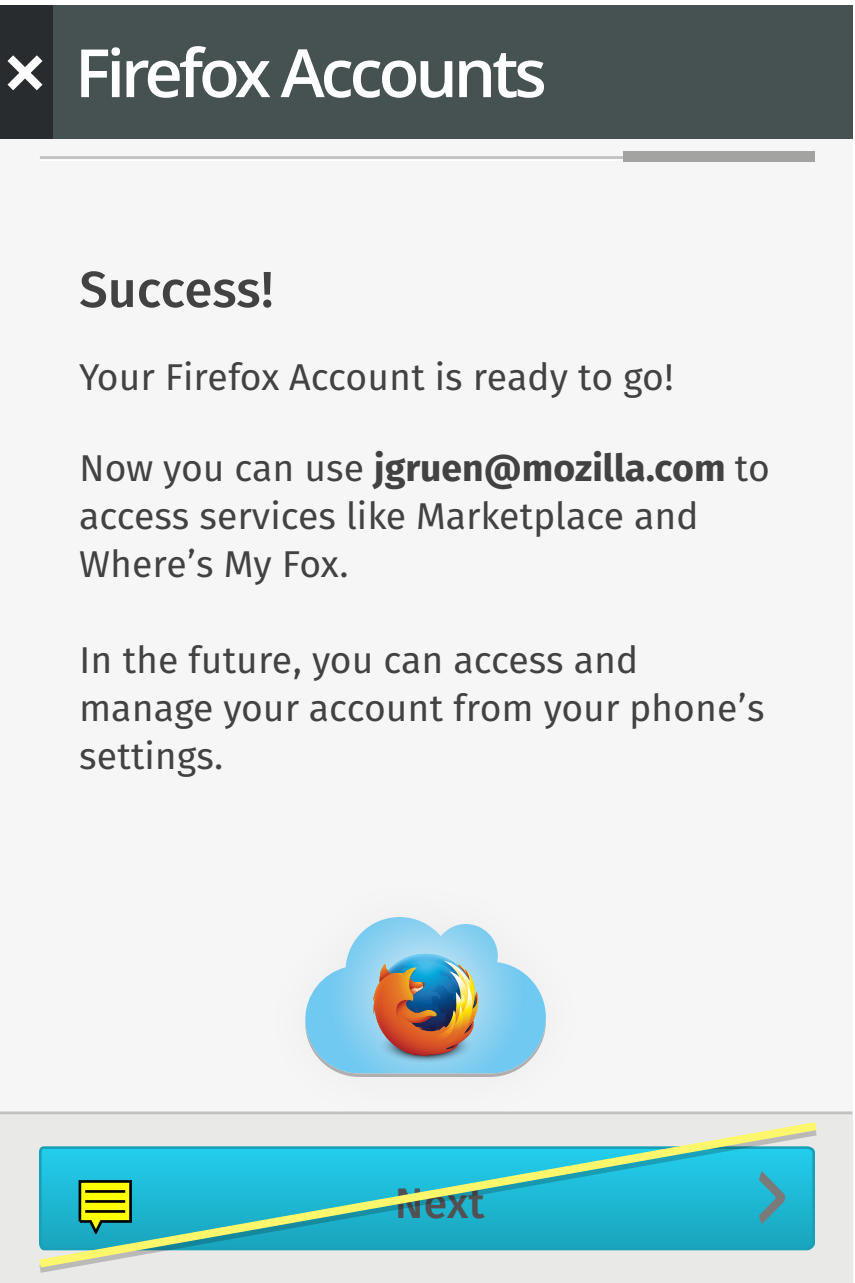 Firefox Accounts
Success!
Your Firefox Account is ready to go!
Now you can use jgruen@mozilla.com to
access services like Marketplace and
Where’s My Fox.
In the future, you can access and
manage your account from your phone’s
settings.
Next